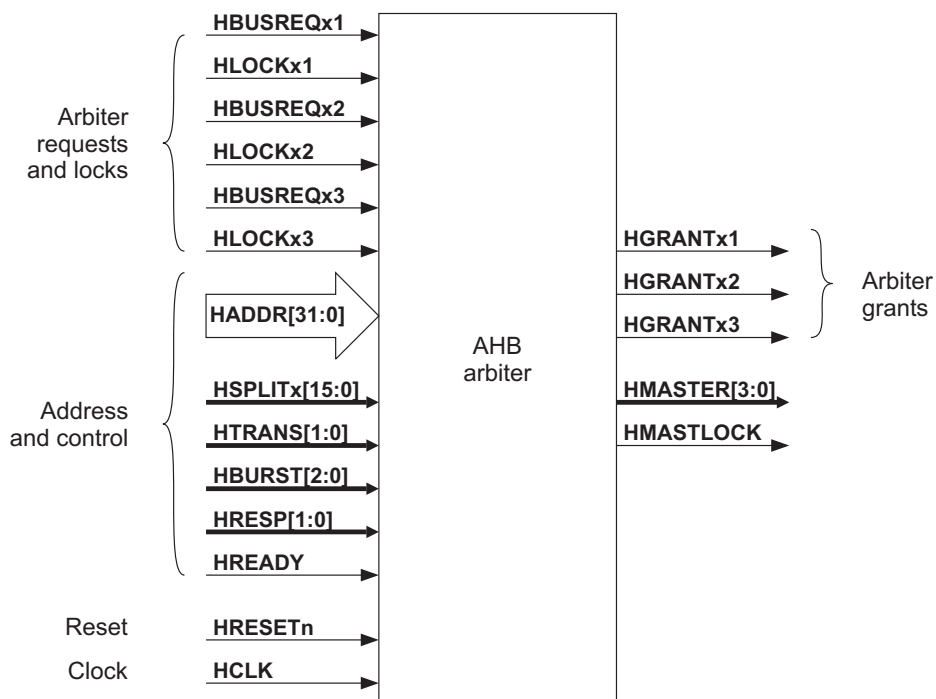 HBUSREQx1
HLOCKx1
HBUSREQx2
HLOCKx2
HBUSREQx3
HLOCKx3
Arbiter
requests
and locks
HADDR[31:0]
HSPLITx[15:0]
HTRANS[1:0]
HBURST[2:0]
HRESP[1:0]
HREADY
Address
and control
Reset
HRESETn
Clock
HCLK
AHB
arbiter
HGRANTx1
HGRANTx2
HGRANTx3
Arbiter
grants
HMASTER[3:0]
HMASTLOCK